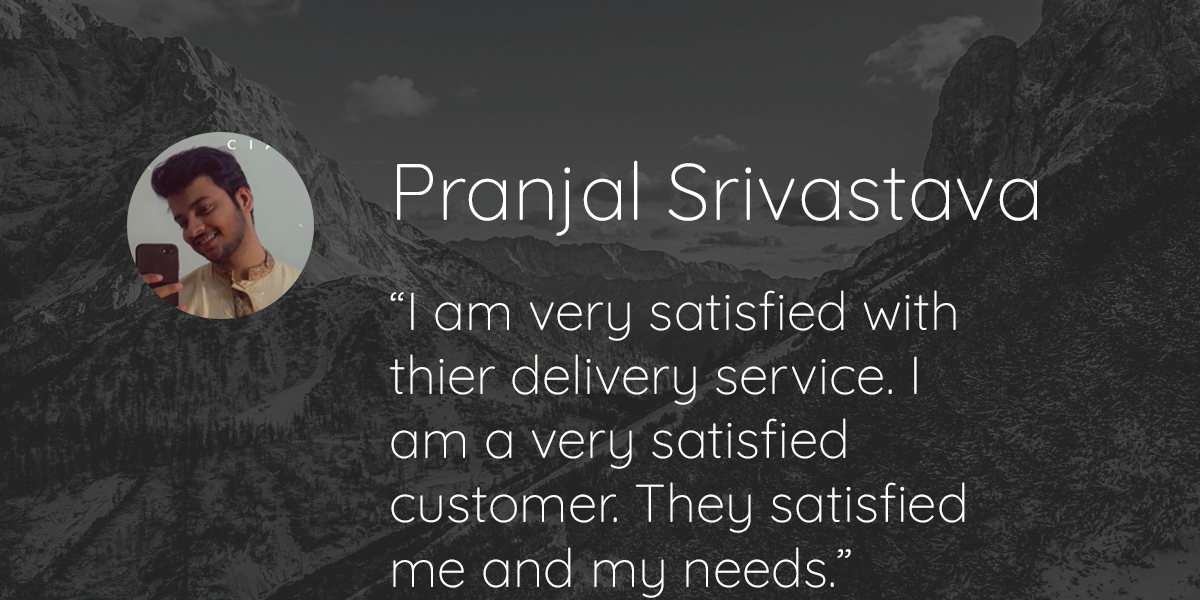 CI
Pranjal Srivastava
“I am very satisfied with
thier delivery service. I
am a very satisfied
customer. They satisfied
me and my needs.”